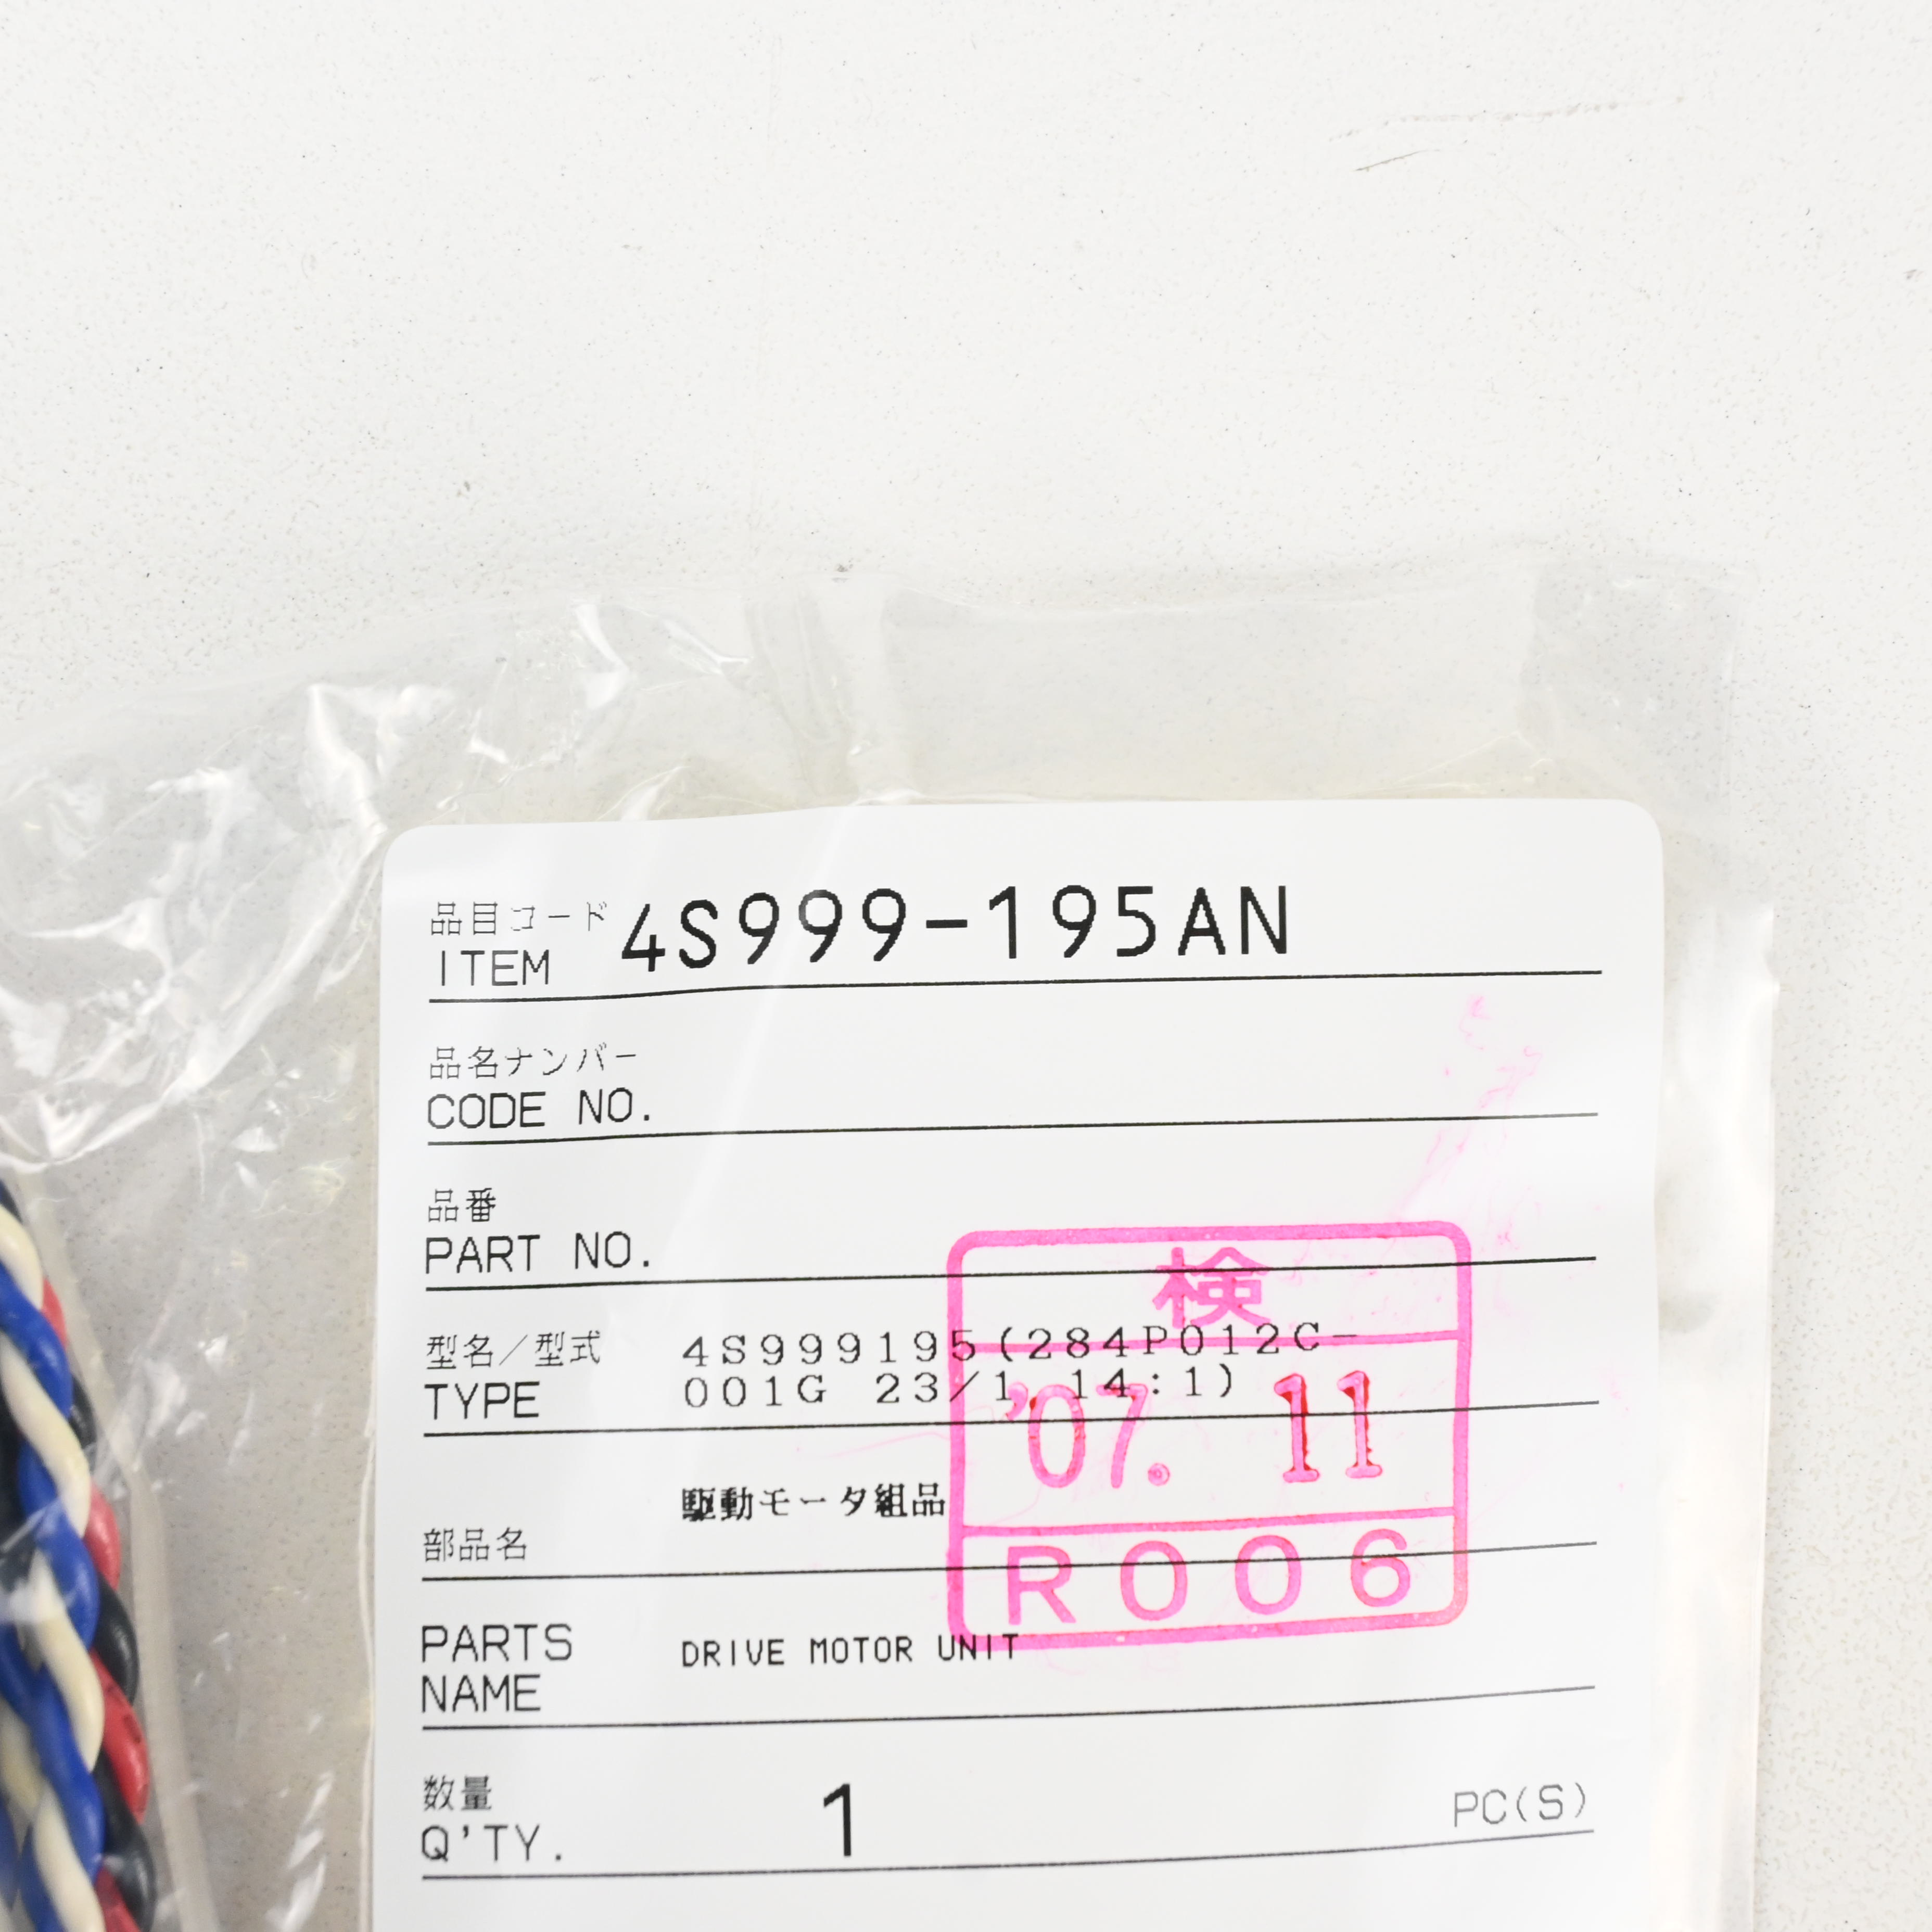 品目コード
ITEM 4S999-195AN
品名ナンバー
CODE NO.
品番
PART NO.
検
型名／型式 4S999195(284P012C-
TYPE 001G 23/1 14:1)
'07. 11
駆動モータ組品
部品名
R006
PARTS
NAME DRIVE MOTOR UNIT
数量
Q'TY. 1 PC(S)